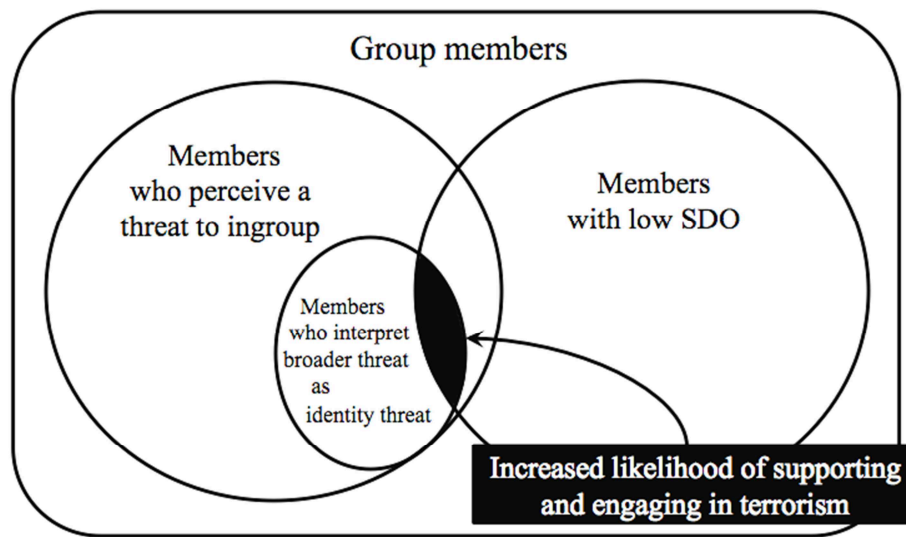 Group members
Members
who perceive a
threat to ingroup
Members
with low SDO
Members
who interpret
broader threat
as
identity threat
Increased likelihood of supporting
and engaging in terrorism